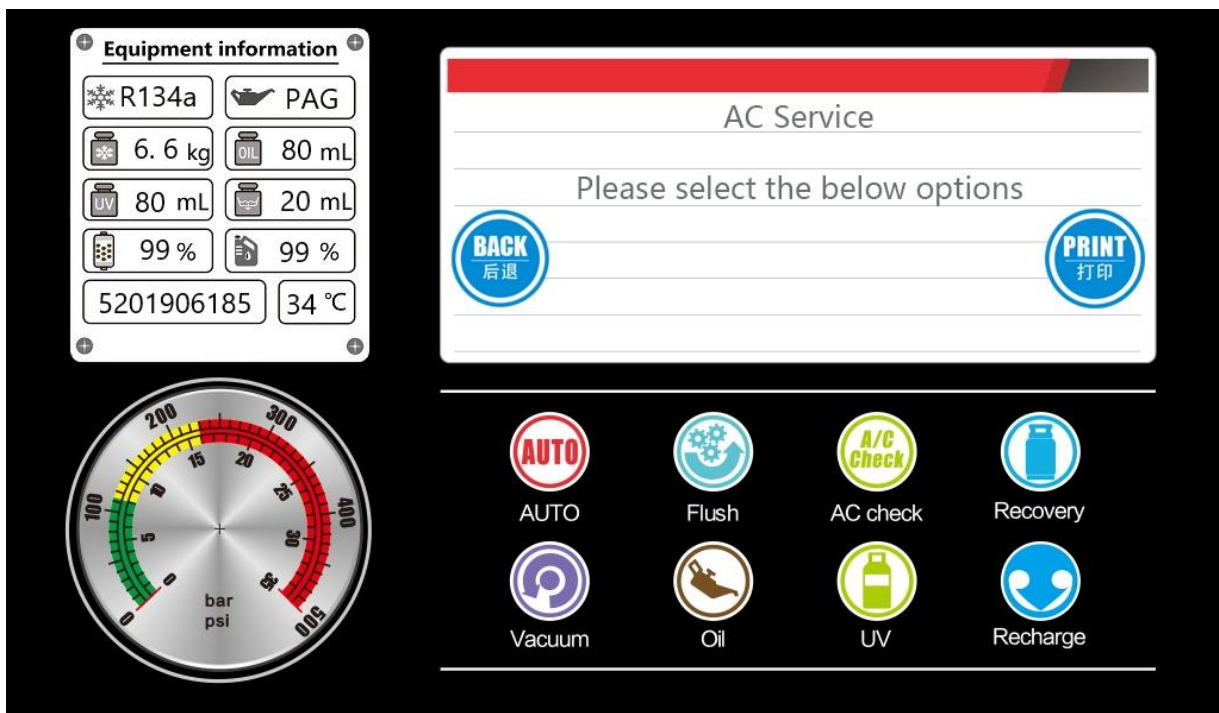 Equipment information
R134a
PAG
6. 6 kg
OIL
80 mL
UV
80 mL
20 mL
99 %
99 %
5201906185
34 ℃
AC Service
Please select the below options
BACK
后退
PRINT
打印
0
100
200
300
400
500
0
5
10
15
20
25
30
35
bar
psi
AUTO
A/C
Check
AUTO
Flush
AC check
Recovery
Vacuum
Oil
UV
Recharge